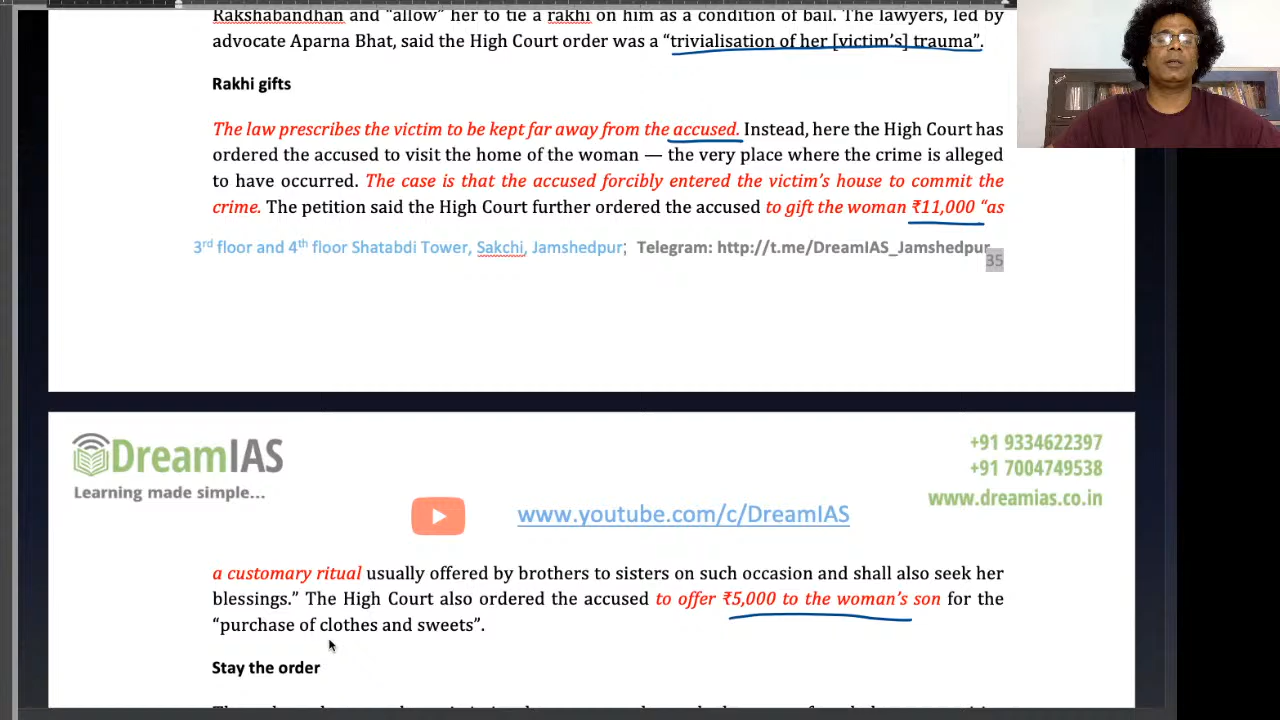 Rakshabandhan and “allow” her to tie a rakhi on him as a condition of bail. The lawyers, led by
advocate Aparna Bhat, said the High Court order was a “trivialisation of her [victim’s] trauma”.
Rakhi gifts
The law prescribes the victim to be kept far away from the accused. Instead, here the High Court has
ordered the accused to visit the home of the woman — the very place where the crime is alleged
to have occurred. The case is that the accused forcibly entered the victim’s house to commit the
crime. The petition said the High Court further ordered the accused to gift the woman ₹11,000 “as
3rd floor and 4th floor Shatabdi Tower, Sakchi, Jamshedpur; Telegram: http://t.me/DreamIAS_Jamshedpur
35
DreamIAS
Learning made simple...
+91 9334622397
+91 7004749538
www.dreamias.co.in
www.youtube.com/c/DreamIAS
a customary ritual usually offered by brothers to sisters on such occasion and shall also seek her
blessings.” The High Court also ordered the accused to offer ₹5,000 to the woman’s son for the
“purchase of clothes and sweets”.
Stay the order